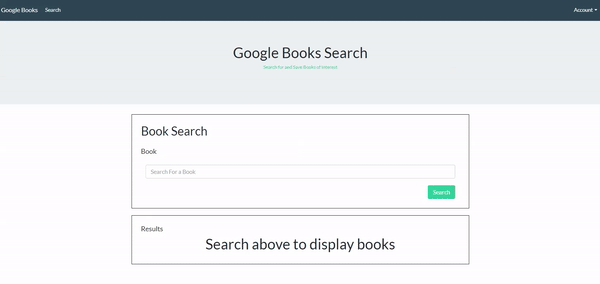 Google Books Search Account
Google Books Search
Search for and Save Books of Interest
Book Search
Book
Search For a Book
Search
Results
Search above to display books